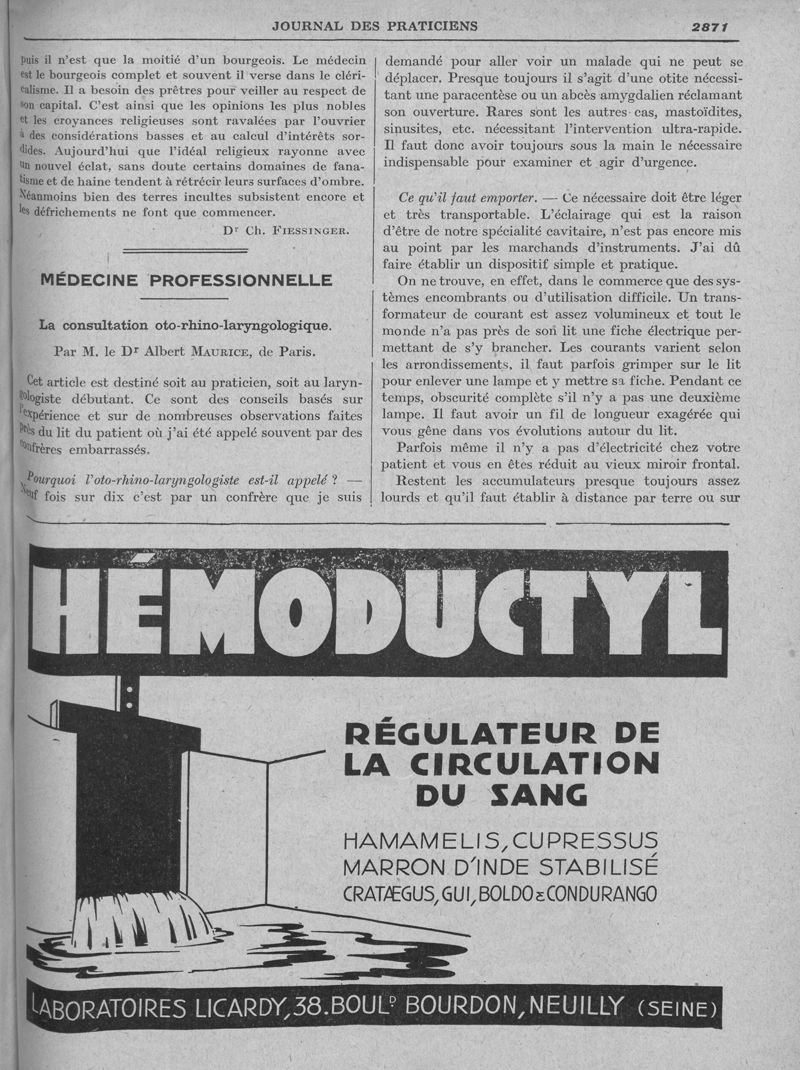 JOURNAL DES PRATICIENS
2871
puis il n'est que la moitié d'un bourgeois. Le médecin
est le bourgeois complet et souvent il verse dans le cléri-
calisme. Il a besoin des prêtres pour veiller au respect de
son capital. C'est ainsi que les opinions les plus nobles
et les croyances religieuses sont ravalées par l'ouvrier
à des considérations basses et au calcul d'intérêts sor-
dides. Aujourd'hui que l'idéal religieux rayonne avec
un nouvel éclat, sans doute certains domaines de fana-
tisme et de haine tendent à rétrécir leurs surfaces d'ombre.
Néanmoins bien des terres incultes subsistent encore et
les défrichements ne font que commencer.
Dr Ch. FIESSINGER.
MÉDECINE PROFESSIONNELLE
La consultation oto-rhino-laryngologique.
Par M. le Dr Albert MAURICE, de Paris.
Cet article est destiné soit au praticien, soit au laryn-
gologiste débutant. Ce sont des conseils basés sur
l'expérience et sur de nombreuses observations faites
près du lit du patient où j'ai été appelé souvent par des
confrères embarrassés.
Pourquoi l'oto-rhino-laryngologiste est-il appelé ? —
Neuf fois sur dix c'est par un confrère que je suis
demandé pour aller voir un malade qui ne peut se
déplacer. Presque toujours il s'agit d'une otite nécessi-
tant une paracentèse ou un abcès amygdalien réclamant
son ouverture. Rares sont les autres cas, mastoïdites,
sinusites, etc. nécessitant l'intervention ultra-rapide.
Il faut donc avoir toujours sous la main le nécessaire
indispensable pour examiner et agir d'urgence.
Ce qu'il faut emporter. — Ce nécessaire doit être léger
et très transportable. L'éclairage qui est la raison
d'être de notre spécialité cavitaire, n'est pas encore mis
au point par les marchands d'instruments. J'ai dû
faire établir un dispositif simple et pratique.
On ne trouve, en effet, dans le commerce que des sys-
tèmes encombrants ou d'utilisation difficile. Un trans-
formateur de courant est assez volumineux et tout le
monde n'a pas près de son lit une fiche électrique per-
mettant de s'y brancher. Les courants varient selon
les arrondissements, il faut parfois grimper sur le lit
pour enlever une lampe et y mettre sa fiche. Pendant ce
temps, obscurité complète s'il n'y a pas une deuxième
lampe. Il faut avoir un fil de longueur exagérée qui
vous gêne dans vos évolutions autour du lit.
Parfois même il n'y a pas d'électricité chez votre
patient et vous en êtes réduit au vieux miroir frontal.
Restent les accumulateurs presque toujours assez
lourds et qu'il faut établir à distance par terre ou sur
HÉMODUCTYL
RÉGULATEUR DE
LA CIRCULATION
DU SANG
HAMAMELIS, CUPRESSUS
MARRON D'INDE STABILISÉ
CRATÆGUS, GUI, BOLDO & CONDURANGO
LABORATOIRES LICARDY, 38. BOULD BOURDON, NEUILLY (SEINE)